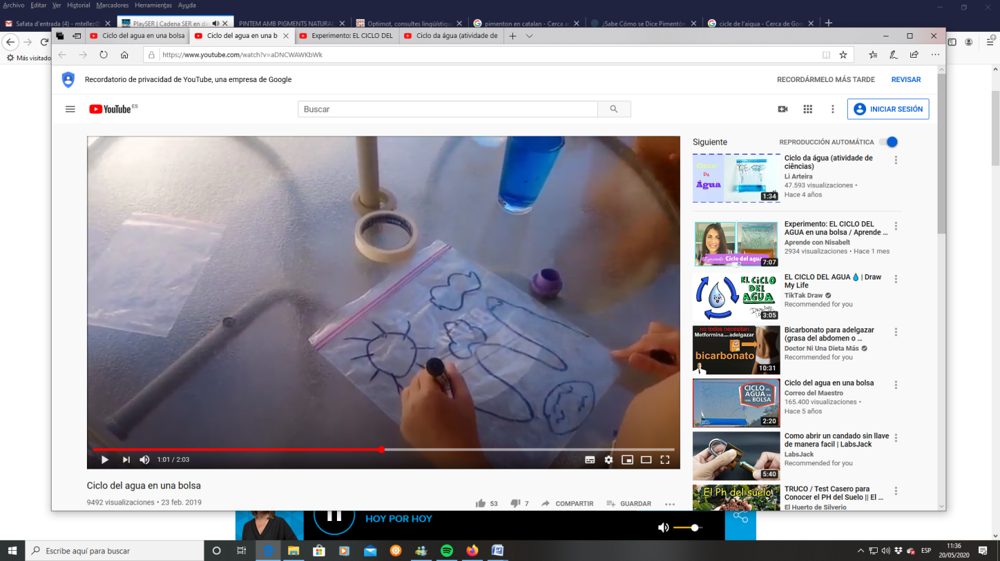 Archivo Editar Ver Historial Marcadores Herramientas Ayuda
Safata d'entrada (4) - mtellez@
PlaySER | Cadena SER en di
PINTEM AMB PIGMENTS NATURAL
Optimot, consultes lingüístiqu
pimenton en catalan - Cerca a
¿Sabe Cómo se Dice Pimentón
cicle de l'aigua - Cerca de Goo
Más visitado
Ciclo del agua en una bolsa
Ciclo del agua en una b
Experimento: EL CICLO DEL
Ciclo da água (atividade de
https://www.youtube.com/watch?v=aDNCWAWKbWk
Recordatorio de privacidad de YouTube, una empresa de Google
RECORDÁRMELO MÁS TARDE
REVISAR
YouTube ES
Buscar
INICIAR SESIÓN
1:01 / 2:03
Ciclo del agua en una bolsa
9492 visualizaciones • 23 feb. 2019
53
7
COMPARTIR
GUARDAR
Siguiente
REPRODUCCIÓN AUTOMÁTICA
CICLO
Da
Água
1:34
Ciclo da água (atividade de
ciências)
Li Arteira
47.593 visualizaciones •
Hace 4 años
Experimento Ciclo del agua
7:07
Experimento: EL CICLO DEL
AGUA en una bolsa / Aprende ...
Aprende con Nisabelt
2934 visualizaciones • Hace 1 mes
EL CICLO
DEL
AGUA
3:05
EL CICLO DEL AGUA 💧 | Draw
My Life
TikTak Draw
Recommended for you
no todos necesitan
Metformina para adelgazar
bicarbonato
10:31
Bicarbonato para adelgazar
(grasa del abdomen o ...
Doctor Ni Una Dieta Más
Recommended for you
CICLO DEL
AGUA EN
UNA BOLSA
2:20
Ciclo del agua en una bolsa
Correo del Maestro
165.400 visualizaciones •
Hace 5 años
5:40
Como abrir un candado sin llave
de manera facil | LabsJack
LabsJack
Recommended for you
El Ph del suelo
TRUCO / Test Casero para
Conocer el PH del Suelo || El ...
El Huerto de Silverio
HOY POR HOY
Escribe aquí para buscar
ESP
11:36
20/05/2020